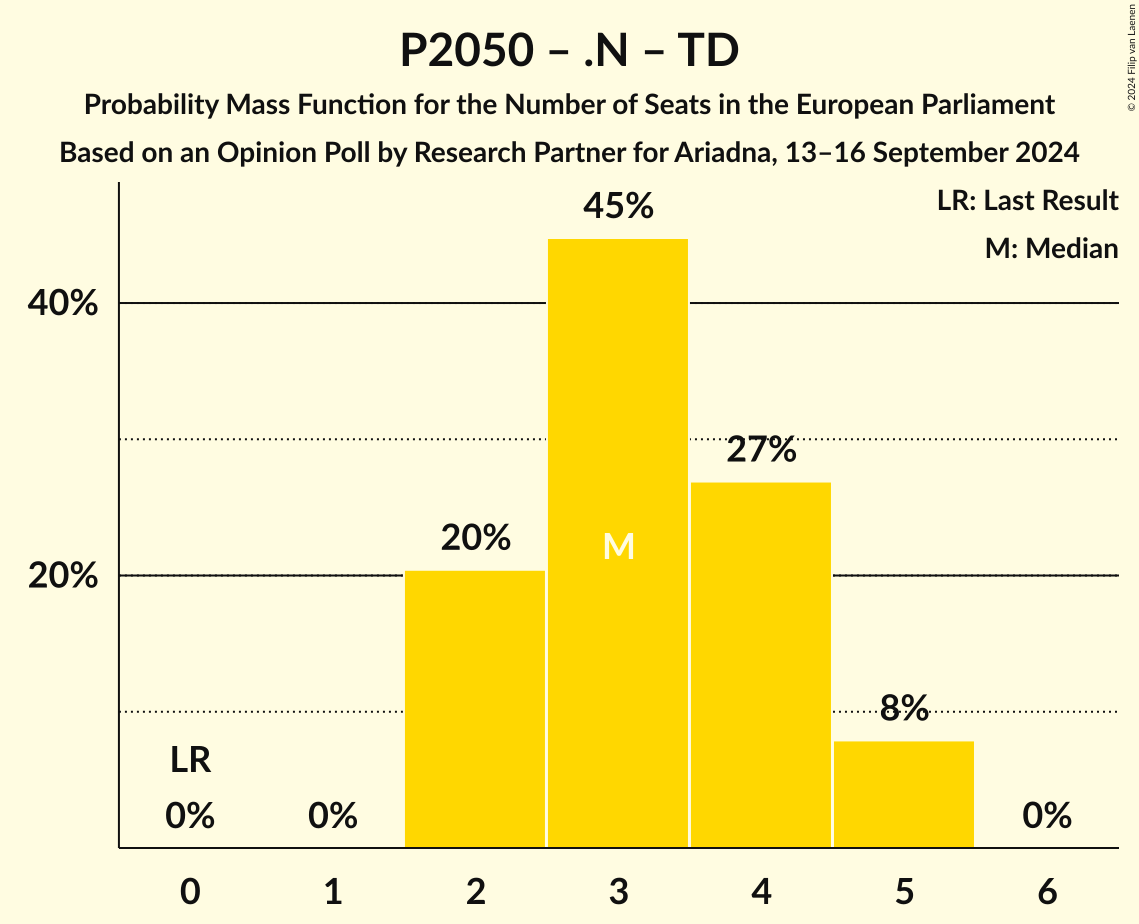 P2050 – .N – TD
Probability Mass Function for the Number of Seats in the European Parliament
Based on an Opinion Poll by Research Partner for Ariadna, 13–16 September 2024
© 2024 Filip van Laenen
LR: Last Result
M: Median
45%
40%
27%
20%
M
20%
8%
LR
0%
0%
0%
0 1 2 3 4 5 6